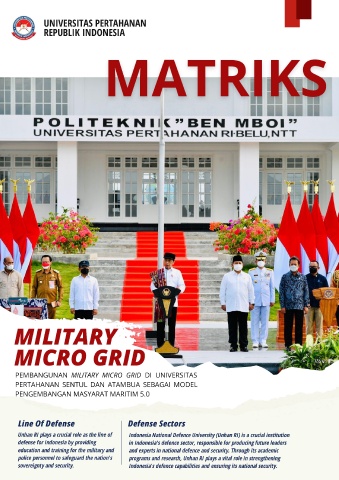 UNIVERSITAS PERTAHANAN
REPUBLIK INDONESIA
MATRIKS
POLITEKNIK "BEN MBOI"
UNIVERSITAS PERTAHANAN RI-BELU,NTT
MILITARY
MICRO GRID
PEMBANGUNAN MILITARY MICRO GRID DI UNIVERSITAS
PERTAHANAN SENTUL DAN ATAMBUA SEBAGAI MODEL
PENGEMBANGAN MASYARAT MARITIM 5.0
Line Of Defense
Unhan RI plays a crucial role as the line of
defense for Indonesia by providing
education and training for the military and
police personnel to safeguard the nation's
sovereignty and security.
Defense Sectors
Indonesia National Defence University (Unhan RI) is a crucial institution
in Indonesia's defense sector, responsible for producing future leaders
and experts in national defense and security. Through its academic
programs and research, Unhan RI plays a vital role in strengthening
Indonesia's defense capabilities and ensuring its national security.